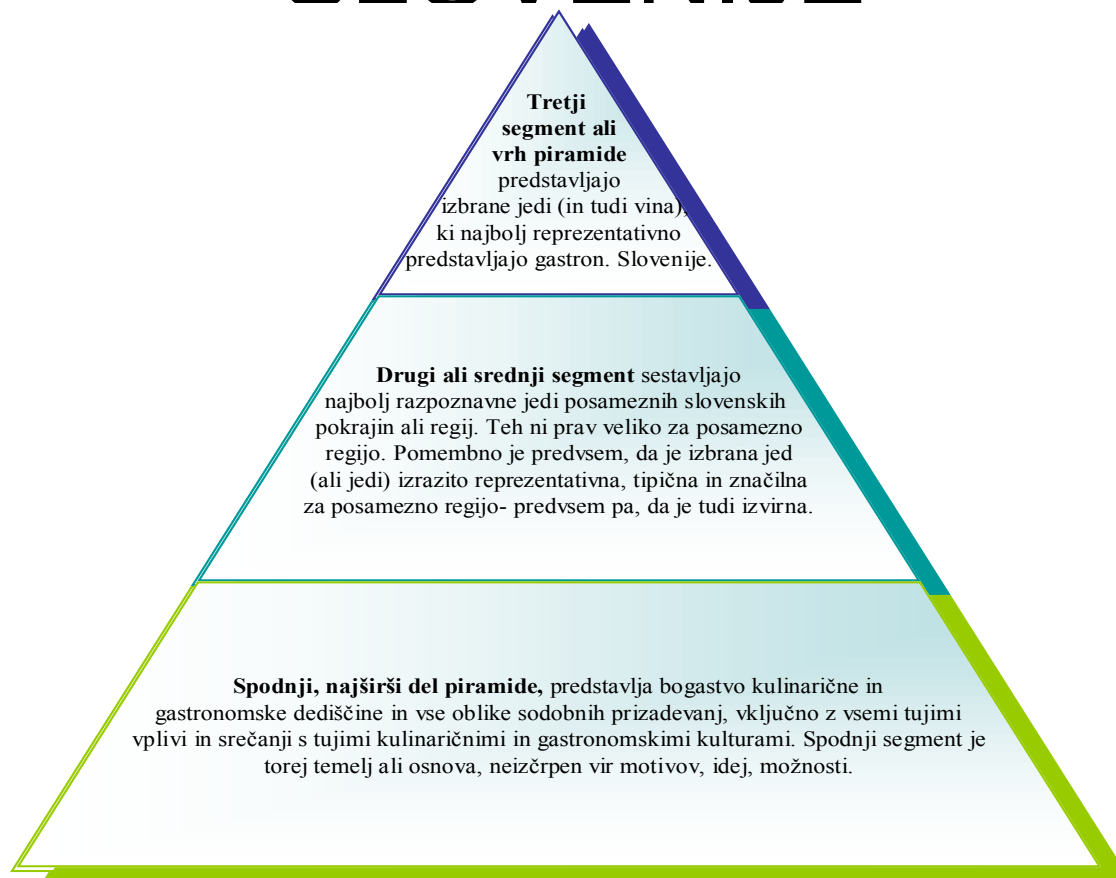 Tretji
segment ali
vrh piramide
predstavljajo
izbrane jedi (in tudi vina),
ki najbolj reprezentativno
predstavljajo gastron. Slovenije.
Drugi ali srednji segment sestavljajo
najbolj razpoznavne jedi posameznih slovenskih
pokrajin ali regij. Teh ni prav veliko za posamezno
regijo. Pomembno je predvsem, da je izbrana jed
(ali jedi) izrazito reprezentativna, tipična in značilna
za posamezno regijo- predvsem pa, da je tudi izvirna.
Spodnji, najširši del piramide, predstavlja bogastvo kulinarične in
gastronomske dediščine in vse oblike sodobnih prizadevanj, vključno z vsemi tujimi
vplivi in srečanji s tujimi kulinaričnimi in gastronomskimi kulturami. Spodnji segment je
torej temelj ali osnova, neizčrpen vir motivov, idej, možnosti.